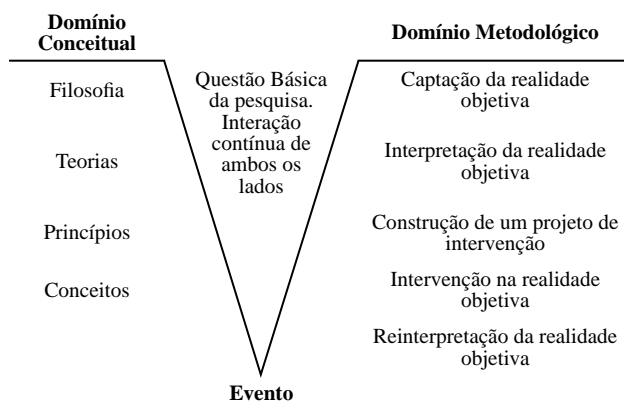 Domínio
Conceitual
Domínio Metodológico
Filosofia
Teorias
Princípios
Conceitos
Questão Básica
da pesquisa.
Interação
contínua de
ambos os
lados
Captação da realidade
objetiva
Interpretação da realidade
objetiva
Construção de um projeto de
intervenção
Intervenção na realidade
objetiva
Reinterpretação da realidade
objetiva
Evento